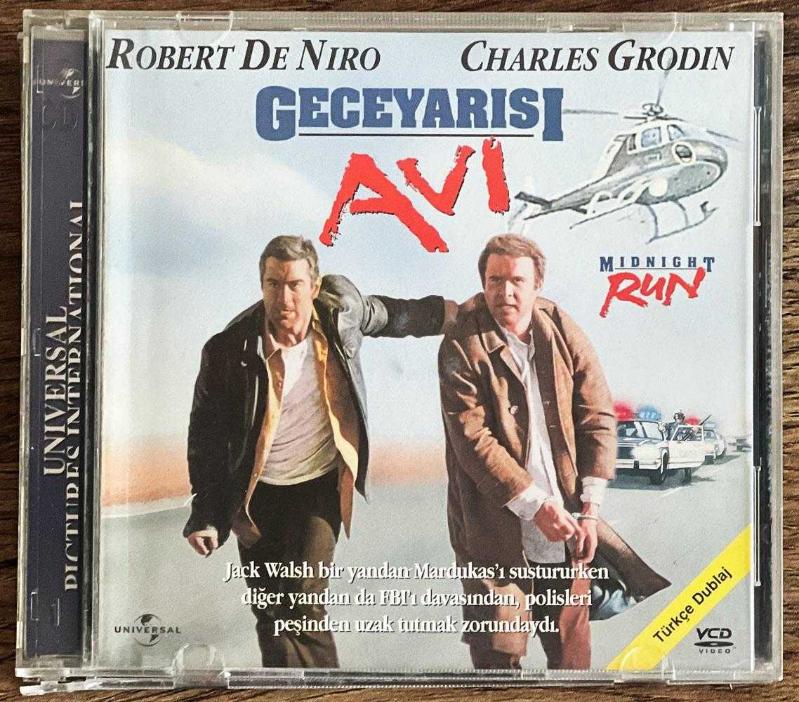 ROBERT DE NIRO
CHARLES GRODIN
GECEYARISI
AVI
MIDNIGHT
RUN
Jack Walsh bir yandan Mardukas'ı sustururken
diğer yandan da FBI'ı davasından, polisleri
peşinden uzak tutmak zorundaydı.
UNIVERSAL
Türkçe Dublaj
VCD
VIDEO
UNIVERSAL
PICTURES INTERNATIONAL